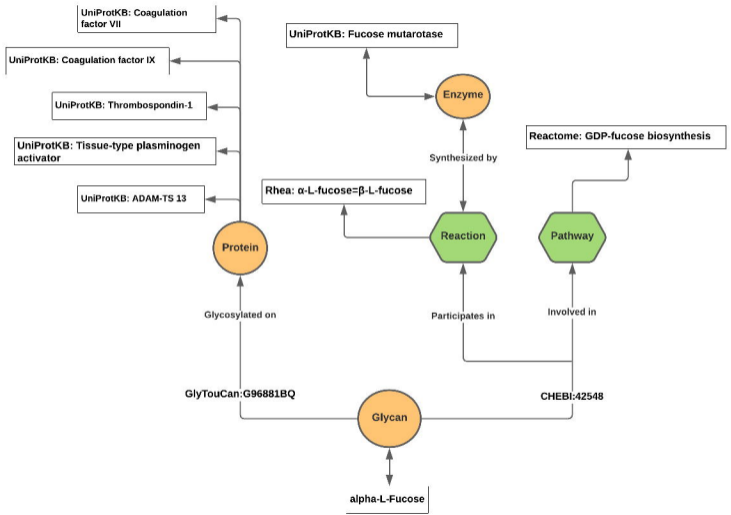 UniProtKB: Coagulation
factor VII
UniProtKB: Coagulation factor IX
UniProtKB: Thrombospondin-1
UniProtKB: Tissue-type plasminogen
activator
UniProtKB: ADAM-TS 13
Protein
Glycosylated on
GlyTouCan:G96881BQ
UniProtKB: Fucose mutarotase
Enzyme
Synthesized by
Rhea: α-L-fucose=β-L-fucose
Reaction
Participates in
Reactome: GDP-fucose biosynthesis
Pathway
Involved in
CHEBI:42548
Glycan
alpha-L-Fucose